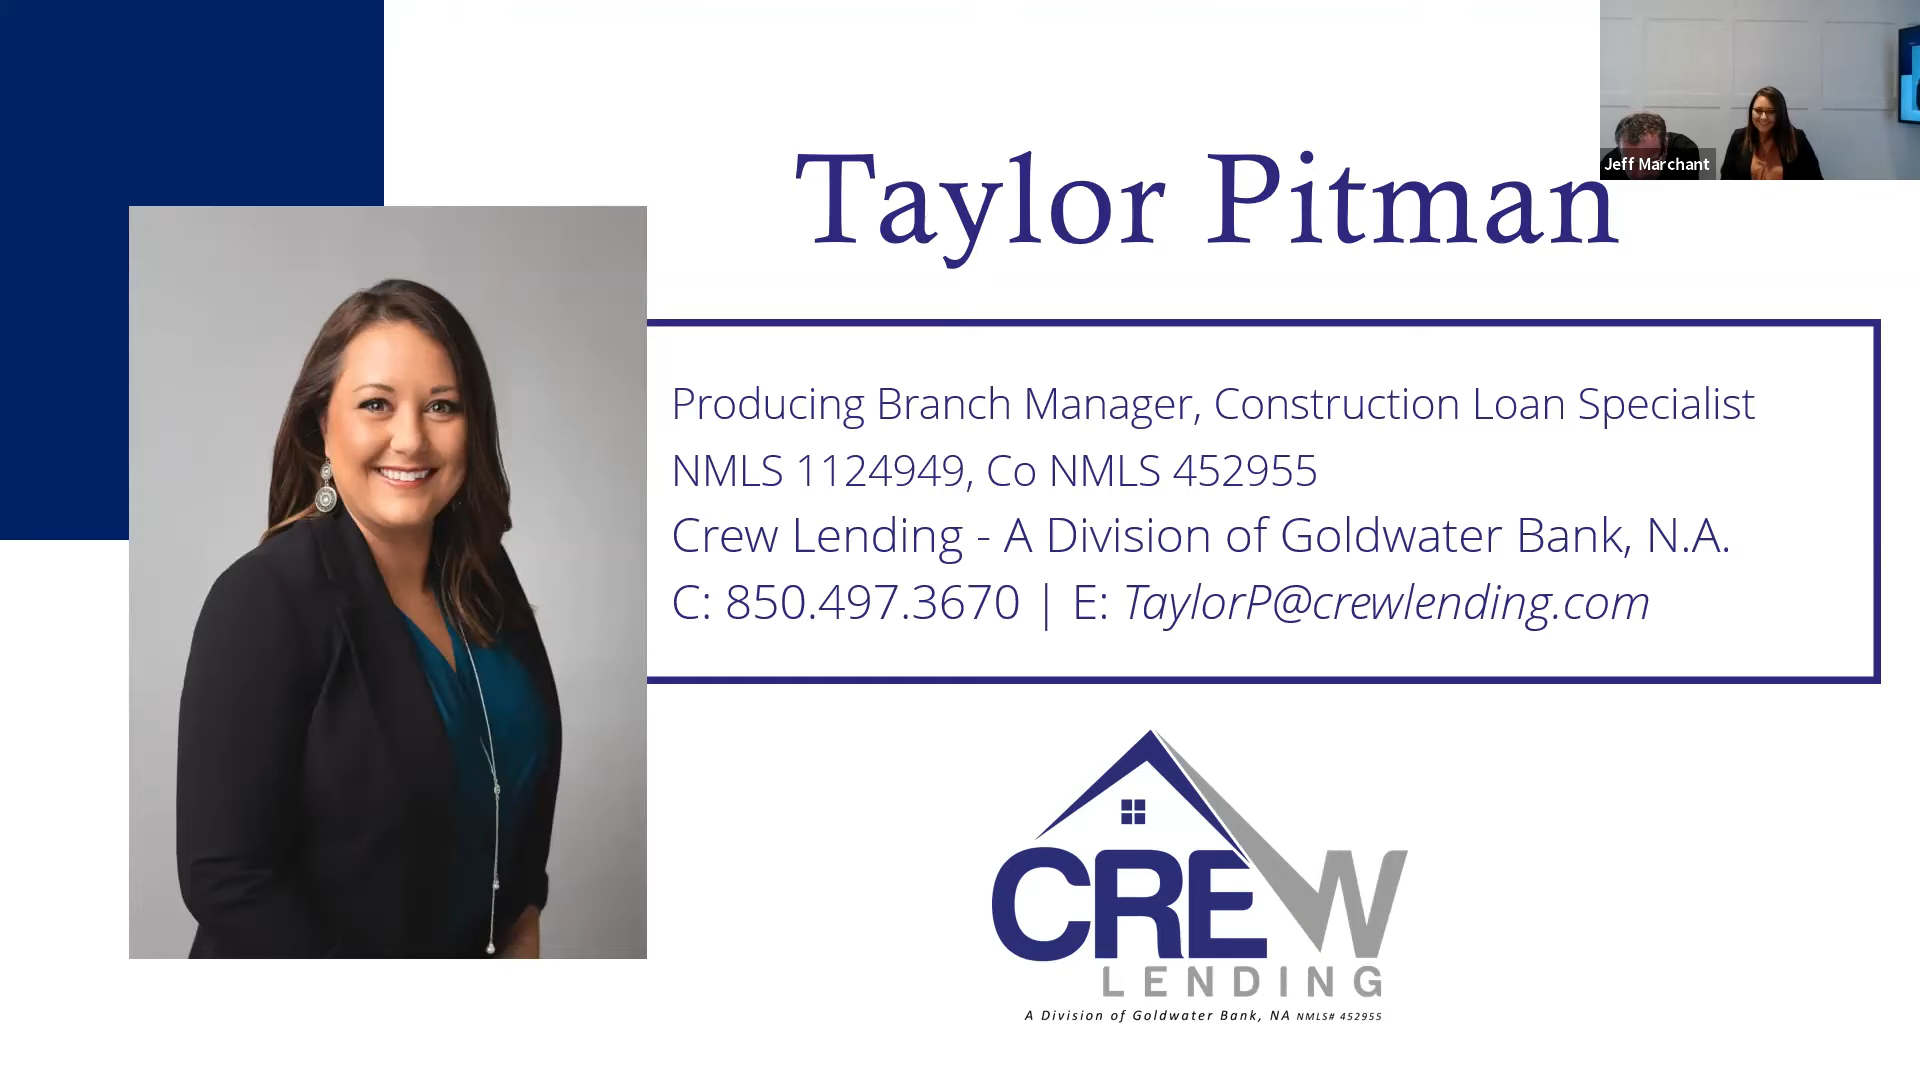 Taylor Pitman
Jeff Marchant
Producing Branch Manager, Construction Loan Specialist
NMLS 1124949, Co NMLS 452955
Crew Lending - A Division of Goldwater Bank, N.A.
C: 850.497.3670 | E: TaylorP@crewlending.com
CREW
LENDING
A Division of Goldwater Bank, NA NMLS# 452955